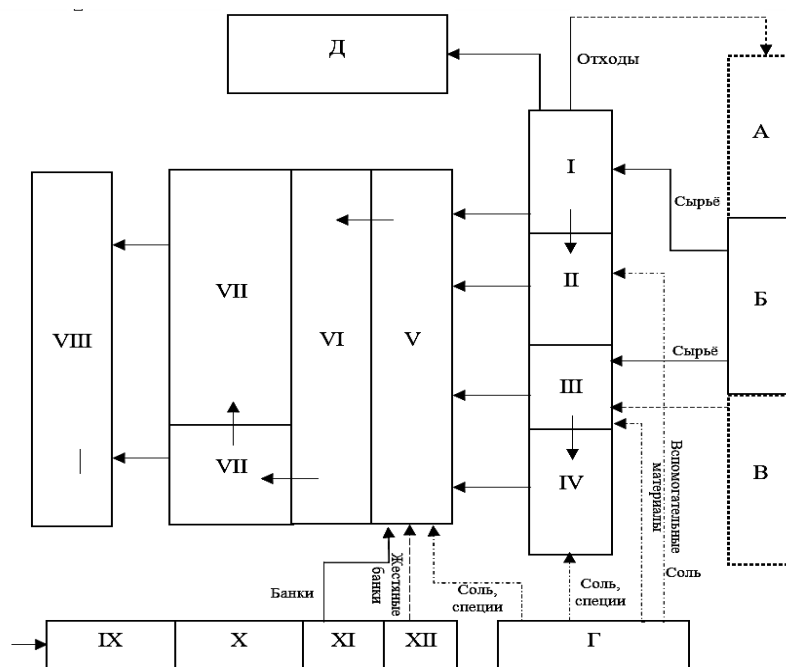 Д
Отходы
А
I
Сырьё
II
Б
VII
VIII
VI
V
Сырьё
III
VII
IV
В
Вспомогательные
материалы
Жестяные
банки
Банки
Соль,
специи
Соль,
специи
Соль
IX
X
XI
XII
Г